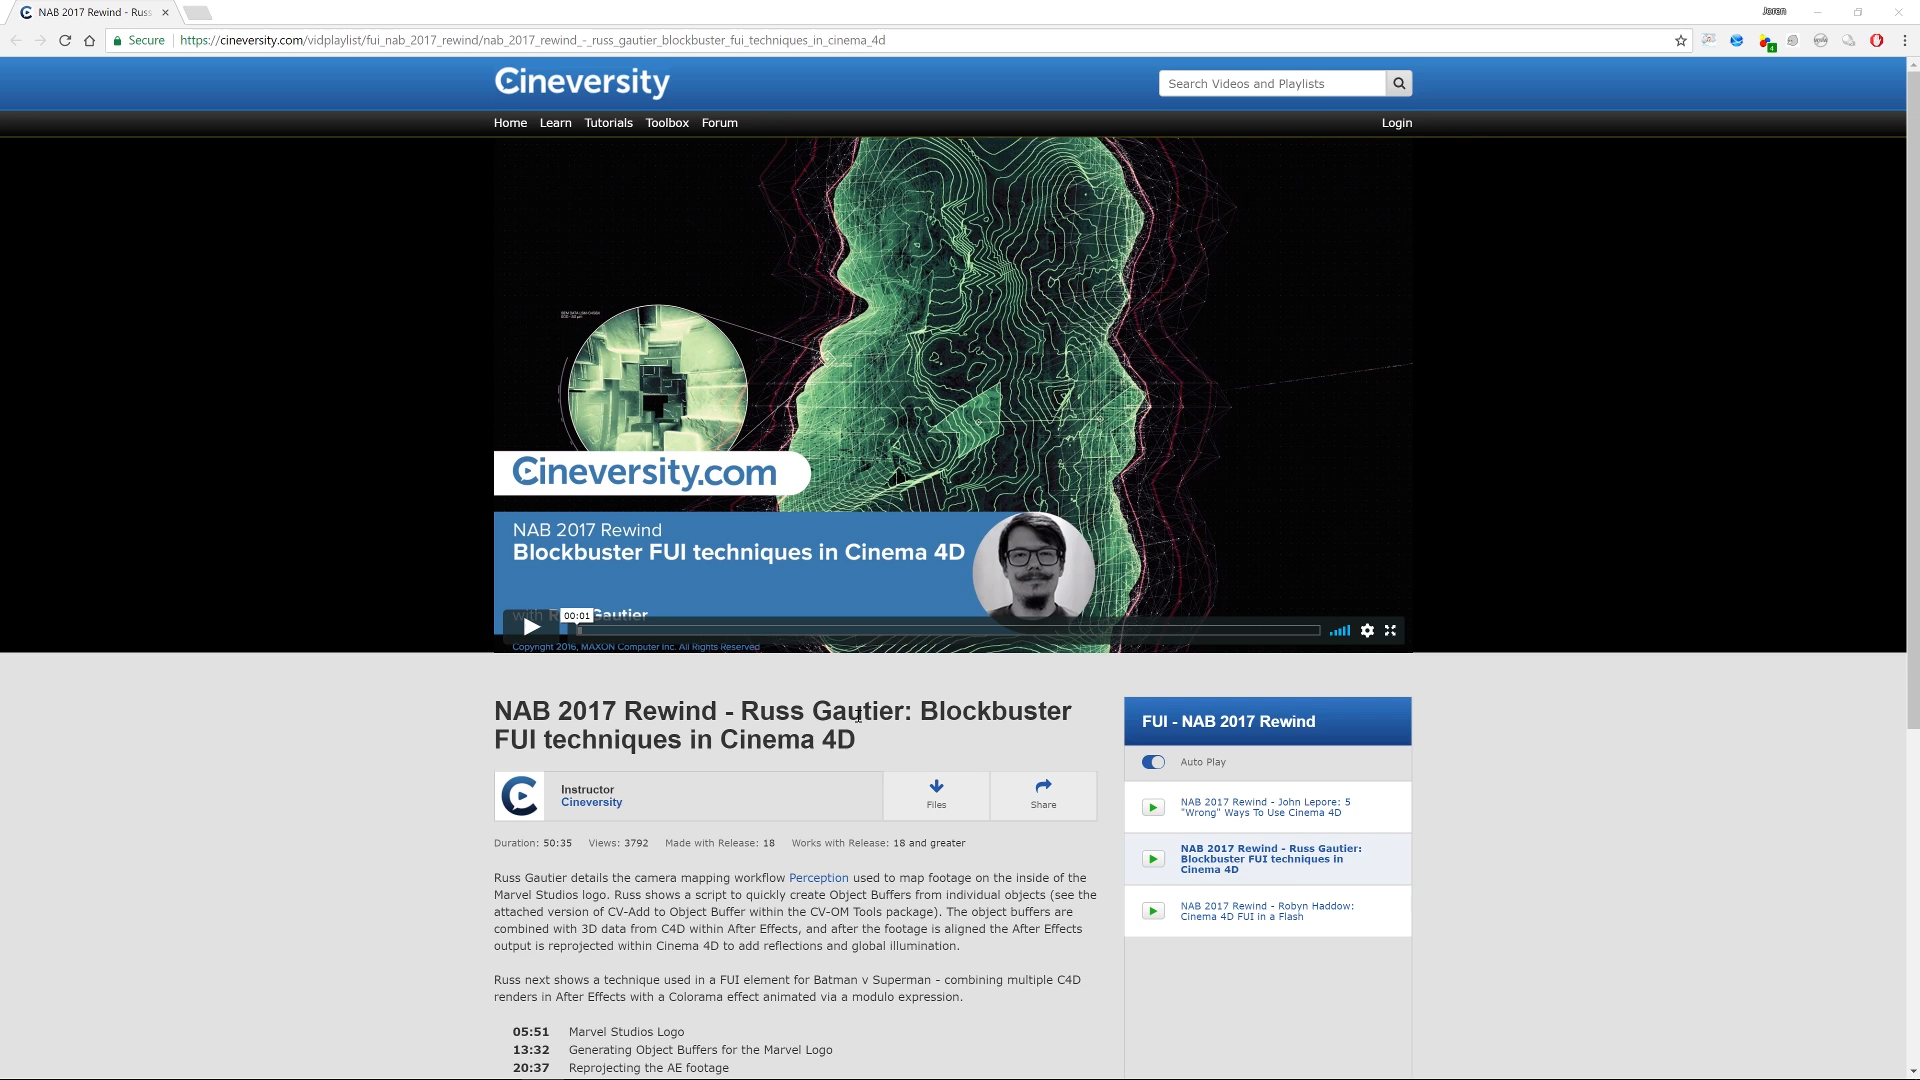 NAB 2017 Rewind - Russ
Joren
Secure
https://cineversity.com/vidplaylist/fui_nab_2017_rewind/nab_2017_rewind_-_russ_gautier_blockbuster_fui_techniques_in_cinema_4d
4
Cineversity
Search Videos and Playlists
Home Learn Tutorials Toolbox Forum
Login
Cineversity.com
NAB 2017 Rewind
Blockbuster FUI techniques in Cinema 4D
Gautier
00:01
Copyright 2016, MAXON Computer Inc. All Rights Reserved
NAB 2017 Rewind - Russ Gautier: Blockbuster
FUI techniques in Cinema 4D
Instructor
Cineversity
Files
Share
Duration: 50:35 Views: 3792 Made with Release: 18 Works with Release: 18 and greater
Russ Gautier details the camera mapping workflow Perception used to map footage on the inside of the
Marvel Studios logo. Russ shows a script to quickly create Object Buffers from individual objects (see the
attached version of CV-Add to Object Buffer within the CV-OM Tools package). The object buffers are
combined with 3D data from C4D within After Effects, and after the footage is aligned the After Effects
output is reprojected within Cinema 4D to add reflections and global illumination.
Russ next shows a technique used in a FUI element for Batman v Superman - combining multiple C4D
renders in After Effects with a Colorama effect animated via a modulo expression.
05:51 Marvel Studios Logo
13:32 Generating Object Buffers for the Marvel Logo
20:37 Reprojecting the AE footage
FUI - NAB 2017 Rewind
Auto Play
NAB 2017 Rewind - John Lepore: 5
"Wrong" Ways To Use Cinema 4D
NAB 2017 Rewind - Russ Gautier:
Blockbuster FUI techniques in
Cinema 4D
NAB 2017 Rewind - Robyn Haddow:
Cinema 4D FUI in a Flash